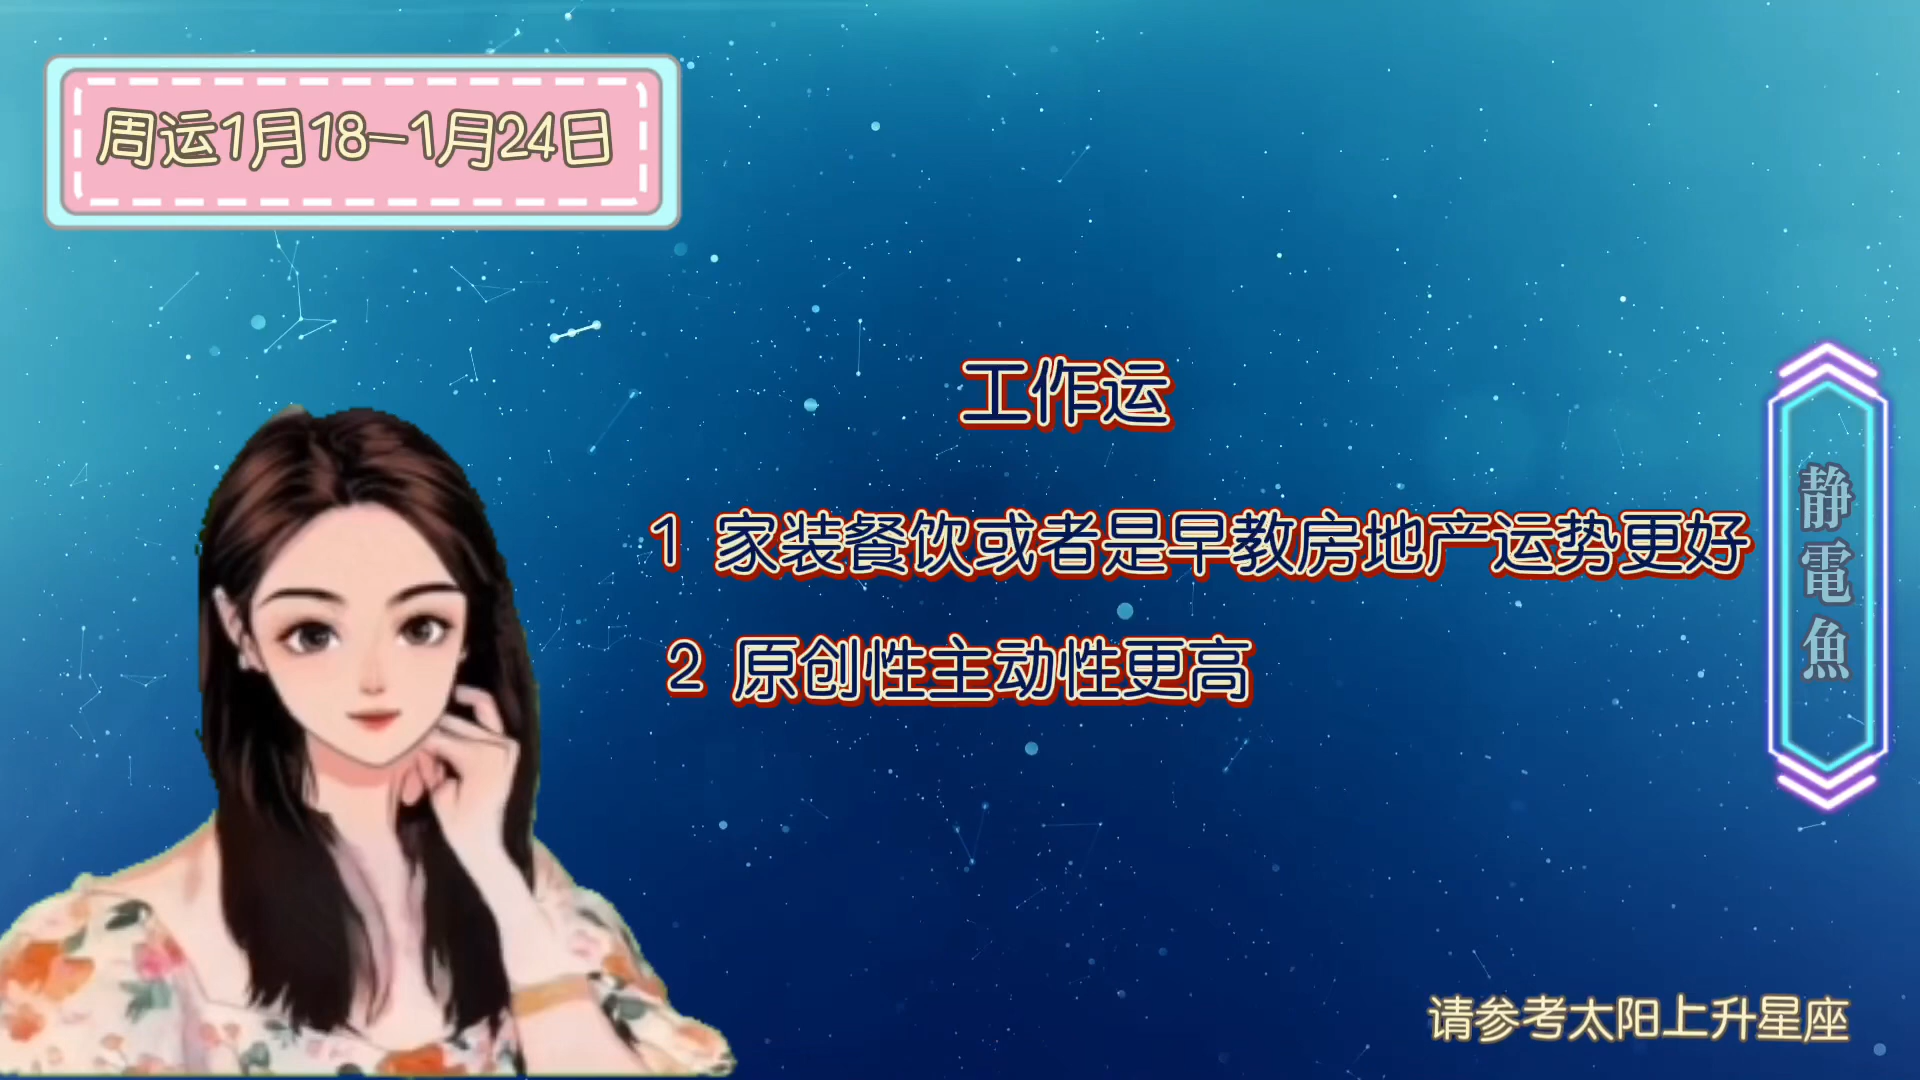 周运1月18-1月24日
工作运
1 家装餐饮或者是早教房地产运势更好
2 原创性主动性更高
静電魚
请参考太阳上升星座